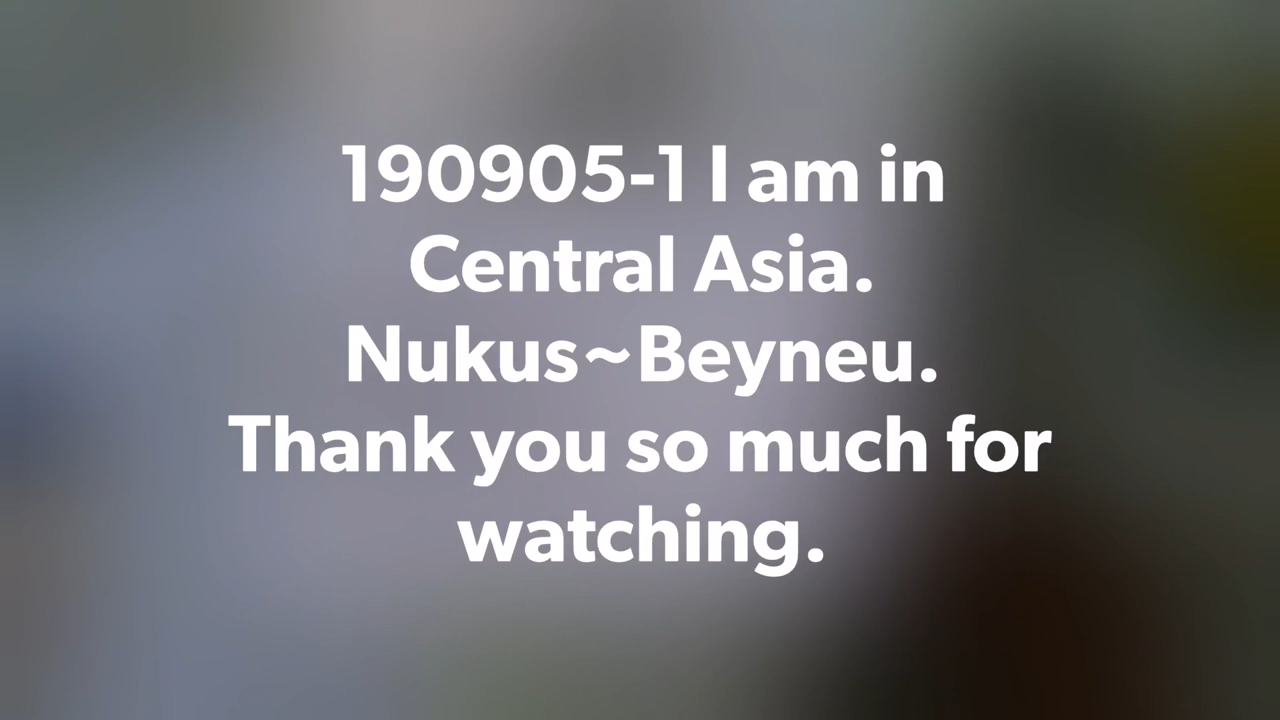 190905-1 I am in
Central Asia.
Nukus~Beyneu.
Thank you so much for
watching.